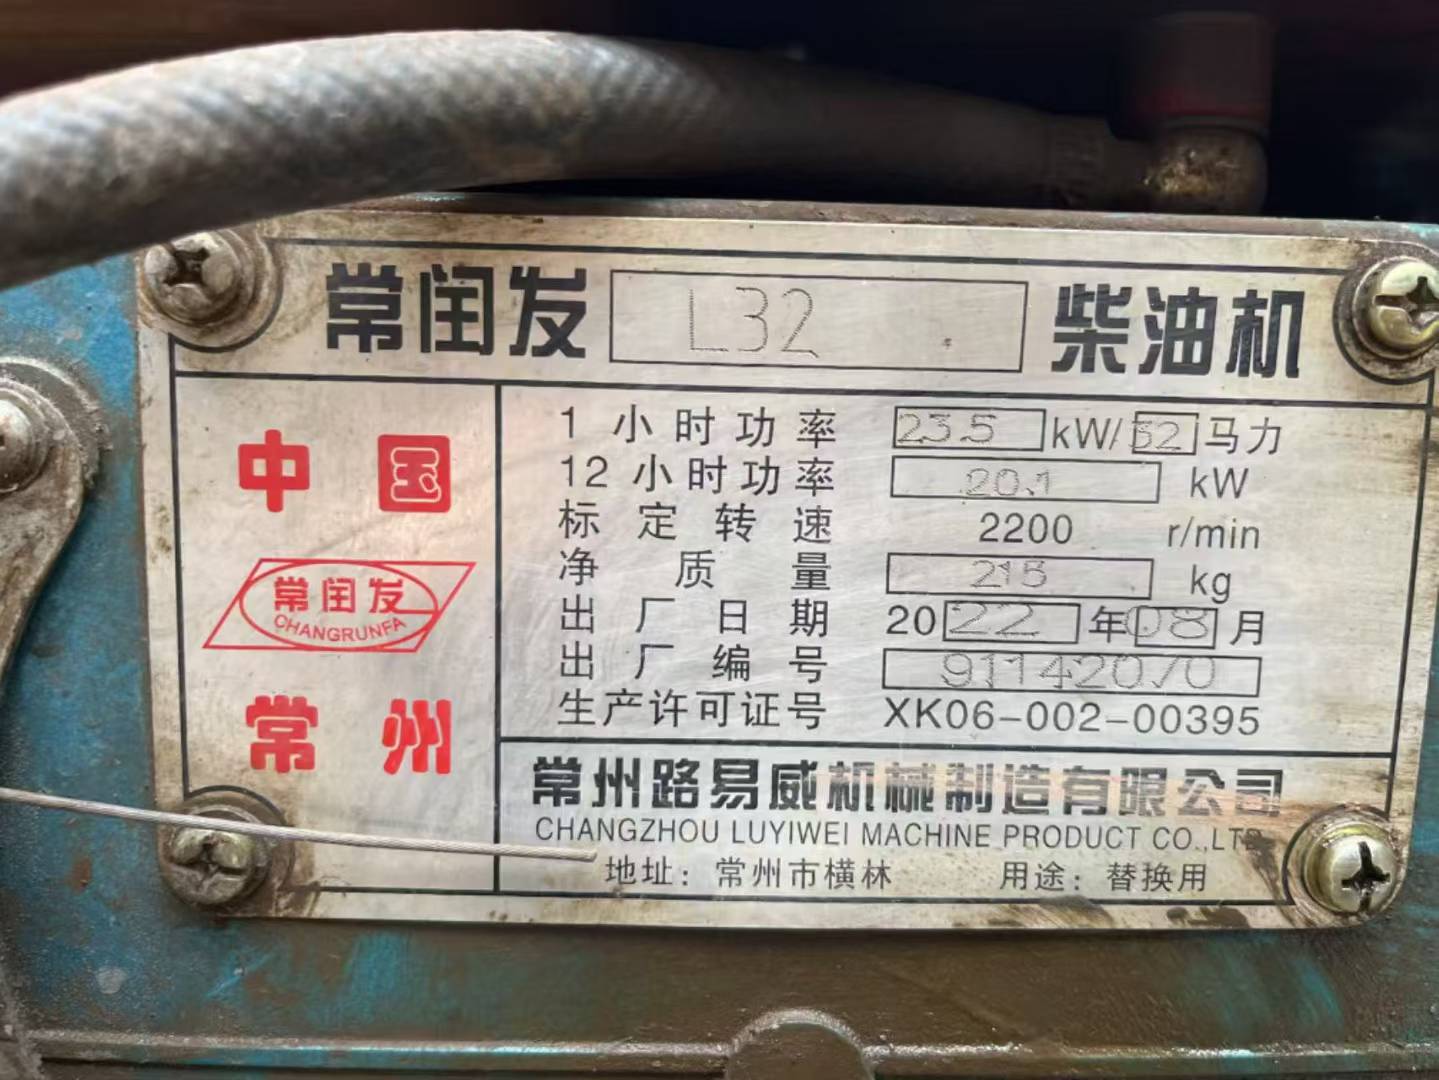 常闰发 L32 柴油机
中国
常闰发
CHANGRUNFA
常州
1小时功率 23.5 kW/32马力
12小时功率 20.1 kW
标定转速 2200 r/min
净质量 215 kg
出厂日期 2022年08月
出厂编号 91142070
生产许可证号 XK06-002-00395
常州路易威机械制造有限公司
CHANGZHOU LUYIWEI MACHINE PRODUCT CO.,LTD.
地址：常州市横林 用途：替换用